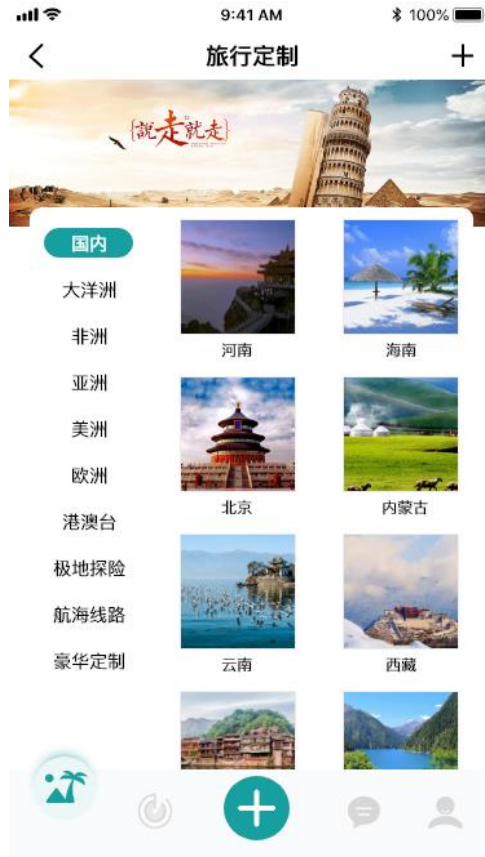 9:41 AM
100%
旅行定制
{說走就走}
国内
大洋洲
非洲
亚洲
美洲
欧洲
港澳台
极地探险
航海线路
豪华定制
河南
海南
北京
内蒙古
云南
西藏